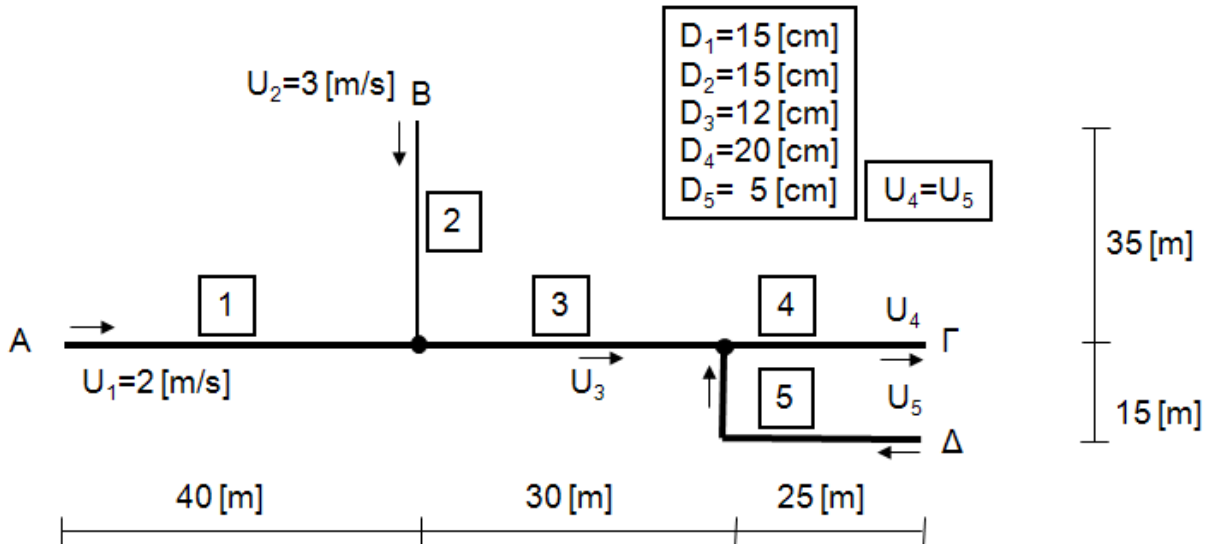 D₁=15 [cm]
D₂=15 [cm]
D₃=12 [cm]
D₄=20 [cm]
D₅= 5 [cm]
U₄=U₅
U₂=3 [m/s] B
2
35 [m]
1
3
4
U₄
A
Γ
U₁=2 [m/s]
U₃
5
U₅
15 [m]
Δ
40 [m]
30 [m]
25 [m]